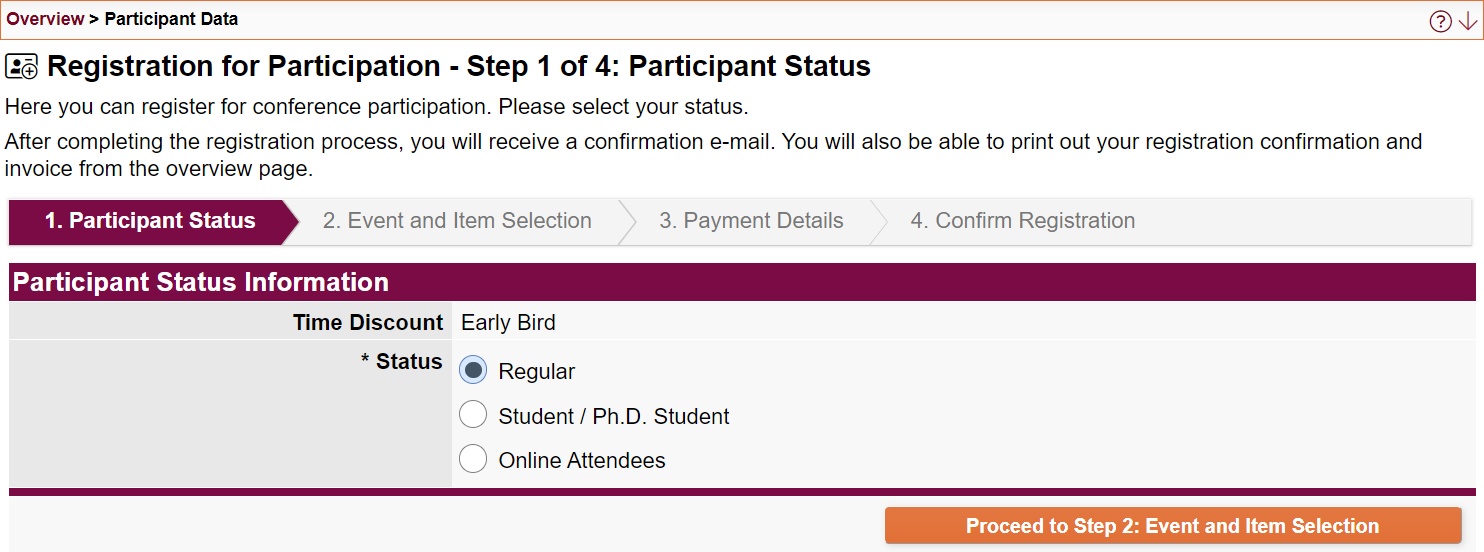 Overview > Participant Data
Registration for Participation - Step 1 of 4: Participant Status
Here you can register for conference participation. Please select your status.
After completing the registration process, you will receive a confirmation e-mail. You will also be able to print out your registration confirmation and
invoice from the overview page.
1. Participant Status 2. Event and Item Selection 3. Payment Details 4. Confirm Registration
Participant Status Information
Time Discount Early Bird
* Status Regular
Student / Ph.D. Student
Online Attendees
Proceed to Step 2: Event and Item Selection